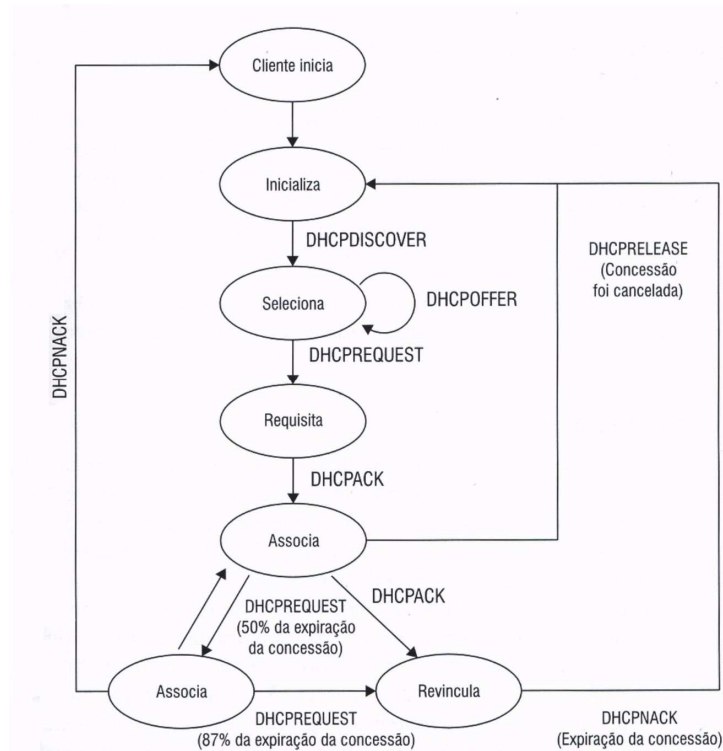 Cliente inicia
Inicializa
DHCPDISCOVER
DHCPRELEASE
(Concessão
foi cancelada)
Seleciona
DHCPOFFER
DHCPREQUEST
DHCPNACK
Requisita
DHCPACK
Associa
DHCPACK
DHCPREQUEST
(50% da expiração
da concessão)
Associa
Revincula
DHCPREQUEST
(87% da expiração da concessão)
DHCPNACK
(Expiração da concessão)